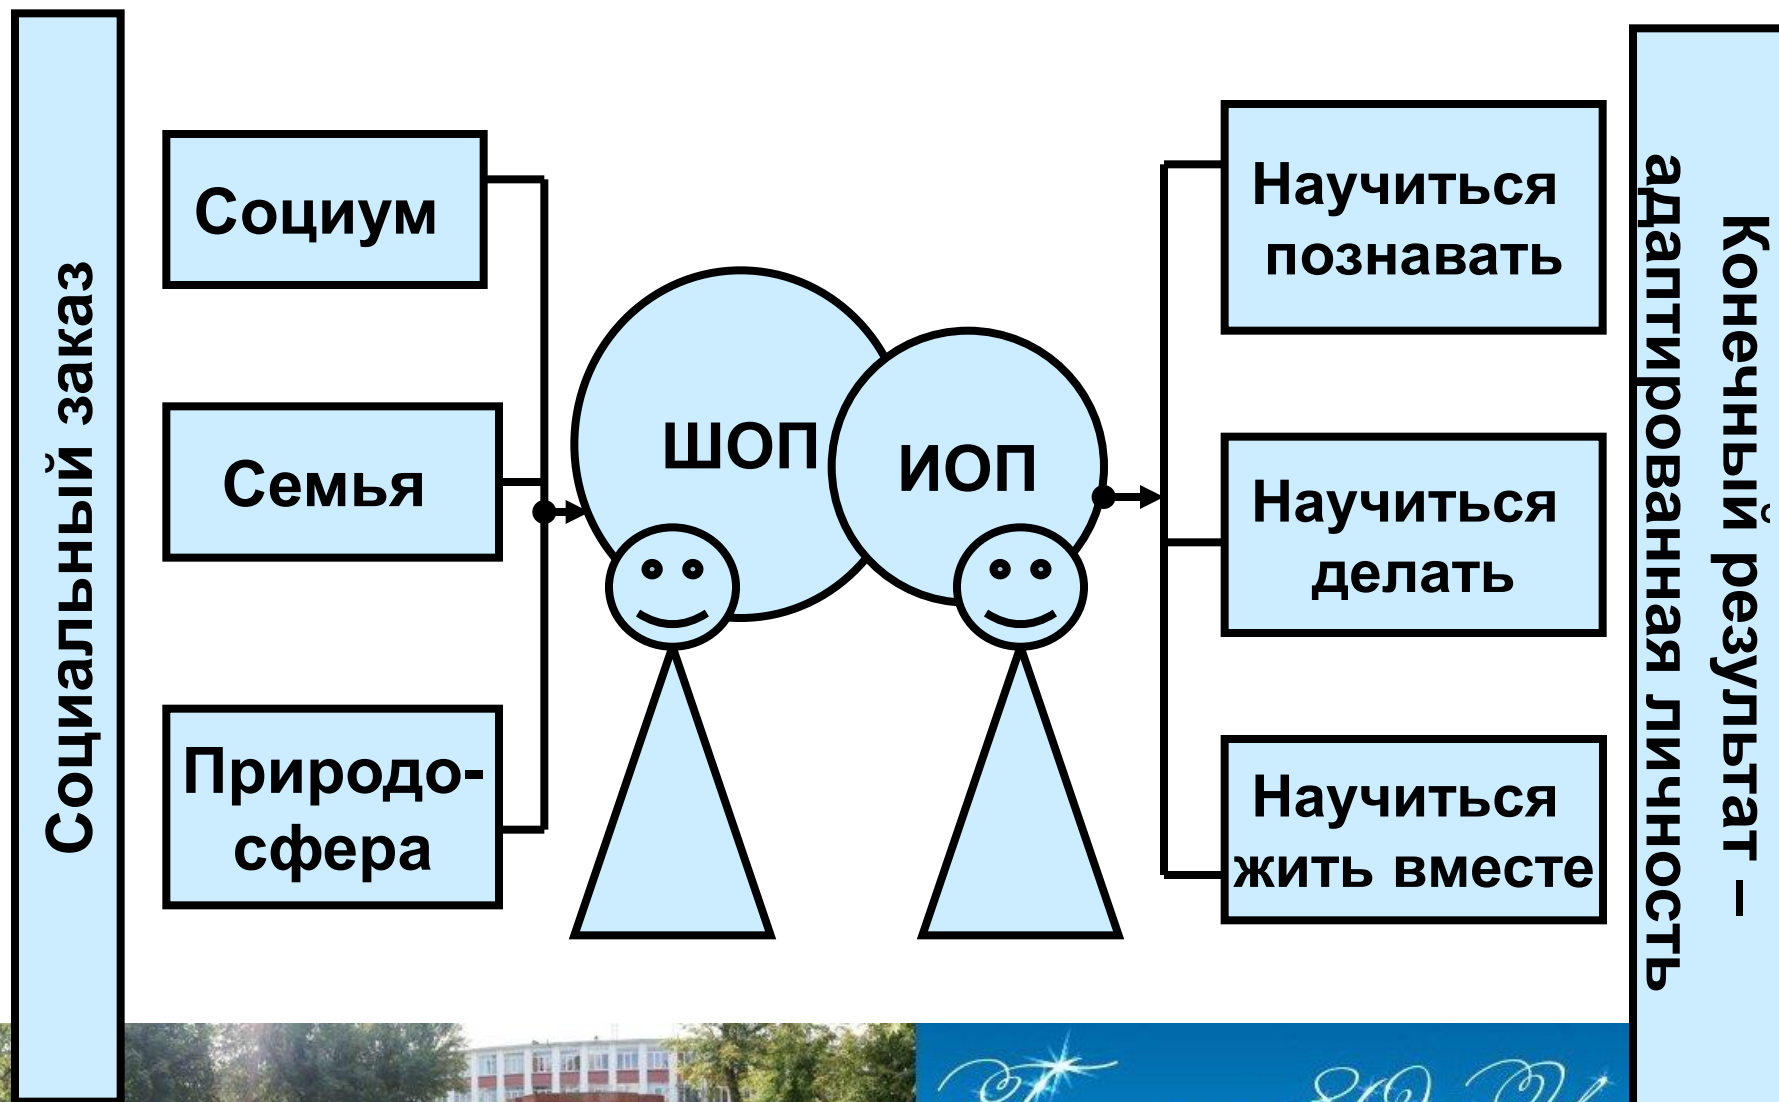 Социальный заказ
Социум
Семья
Природо-
сфера
ШОП
ИОП
Научиться
познавать
Научиться
делать
Научиться
жить вместе
Конечный результат –
адаптированная личность